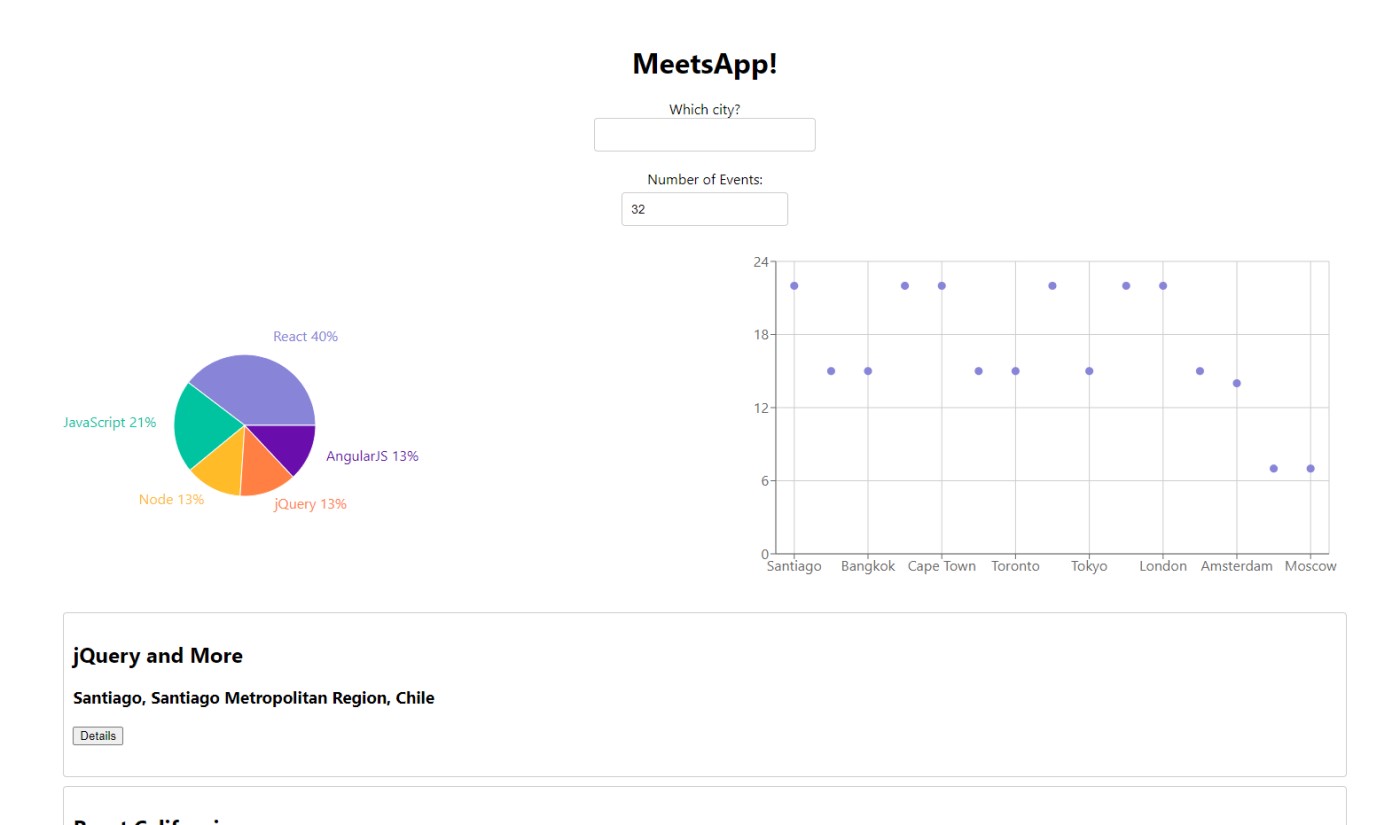 MeetsApp!
Which city?
Number of Events:
32
React 40%
JavaScript 21%
AngularJS 13%
Node 13%
jQuery 13%
24
18
12
6
0
Santiago Bangkok Cape Town Toronto Tokyo London Amsterdam Moscow
jQuery and More
Santiago, Santiago Metropolitan Region, Chile
Details